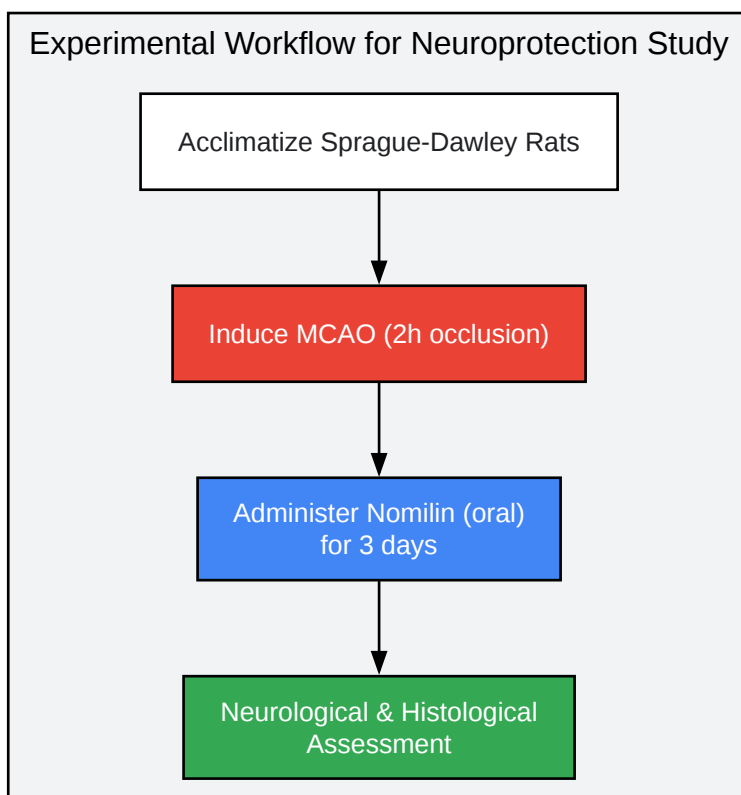 Experimental Workflow for Neuroprotection Study
Acclimatize Sprague-Dawley Rats
Induce MCAO (2h occlusion)
Administer Nomilin (oral)
for 3 days
Neurological & Histological
Assessment